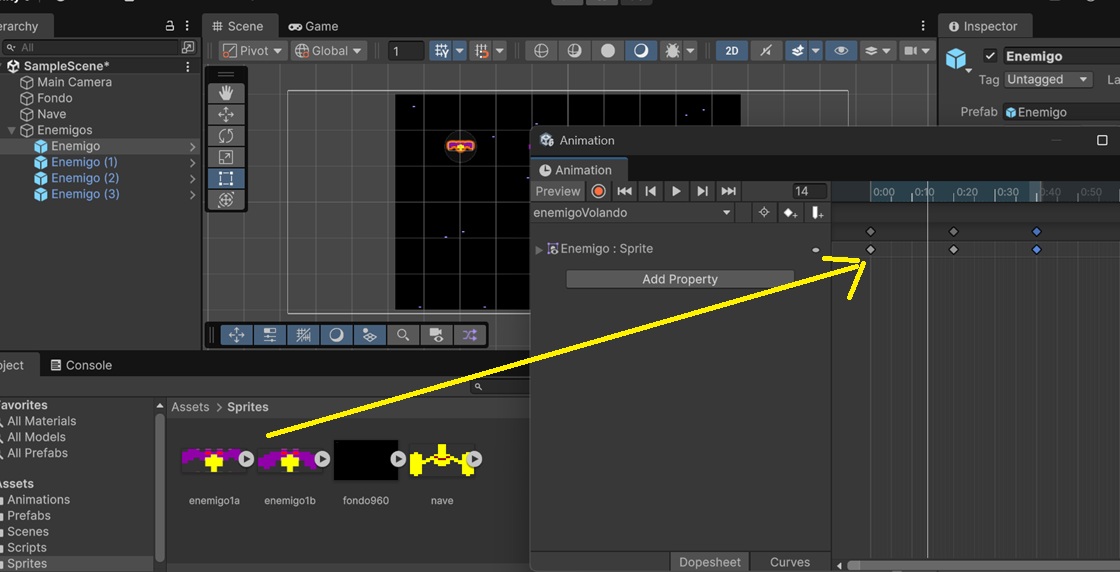 erarchy
Scene
Game
Inspector
All
Pivot
Global
1
2D
Enemigo
SampleScene*
Main Camera
Fondo
Nave
Enemigos
Enemigo
Enemigo (1)
Enemigo (2)
Enemigo (3)
Tag
Untagged
La
Prefab
Enemigo
Animation
Animation
Preview
14
0:00
0:10
0:20
0:30
0:40
0:50
enemigoVolando
Enemigo : Sprite
Add Property
oject
Console
Favorites
All Materials
All Models
All Prefabs
Assets
Animations
Prefabs
Scenes
Scripts
Sprites
Assets > Sprites
enemigo1a
enemigo1b
fondo960
nave
Dopesheet
Curves